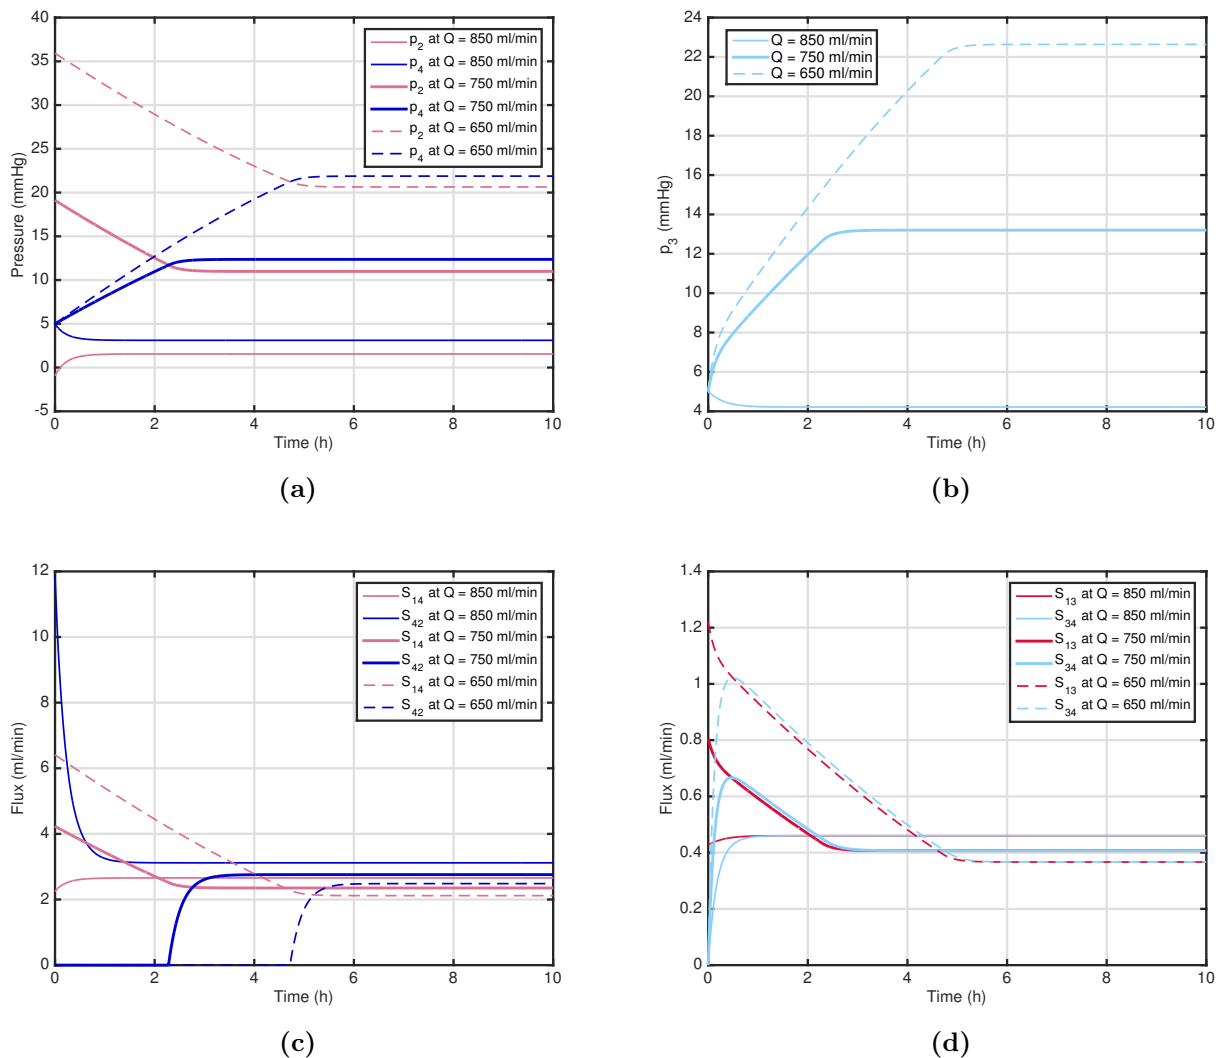 40
35
30
25
20
15
10
5
0
-5
Pressure (mmHg)
p2 at Q = 850 ml/min
p4 at Q = 850 ml/min
p2 at Q = 750 ml/min
p4 at Q = 750 ml/min
p2 at Q = 650 ml/min
p4 at Q = 650 ml/min
0 2 4 6 8 10
Time (h)
(a)
24
22
20
18
16
14
12
10
8
6
4
p3 (mmHg)
Q = 850 ml/min
Q = 750 ml/min
Q = 650 ml/min
0 2 4 6 8 10
Time (h)
(b)
12
10
8
6
4
2
0
Flux (ml/min)
S14 at Q = 850 ml/min
S42 at Q = 850 ml/min
S14 at Q = 750 ml/min
S42 at Q = 750 ml/min
S14 at Q = 650 ml/min
S42 at Q = 650 ml/min
0 2 4 6 8 10
Time (h)
(c)
1.4
1.2
1
0.8
0.6
0.4
0.2
0
Flux (ml/min)
S13 at Q = 850 ml/min
S34 at Q = 850 ml/min
S13 at Q = 750 ml/min
S34 at Q = 750 ml/min
S13 at Q = 650 ml/min
S34 at Q = 650 ml/min
0 2 4 6 8 10
Time (h)
(d)